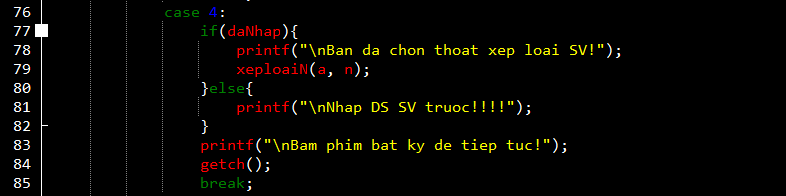 76 case 4:
77 if(daNhap){
78 printf("\nBan da chon thoat xep loai SV!");
79 xeploaiN(a, n);
80 }else{
81 printf("\nNhap DS SV truoc!!!!");
82 }
83 printf("\nBam phim bat ky de tiep tuc!");
84 getch();
85 break;